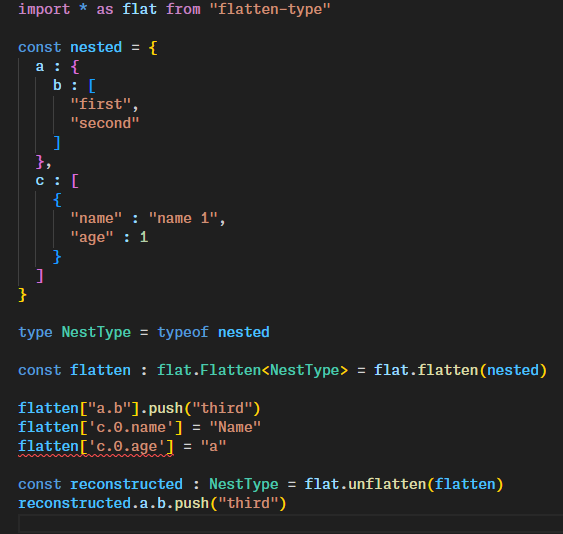 import * as flat from "flatten-type"
const nested = {
a : {
b : [
"first",
"second"
]
},
c : [
{
"name" : "name 1",
"age" : 1
}
]
}
type NestType = typeof nested
const flatten : flat.Flatten<NestType> = flat.flatten(nested)
flatten["a.b"].push("third")
flatten['c.0.name'] = "Name"
flatten['c.0.age'] = "a"
const reconstructed : NestType = flat.unflatten(flatten)
reconstructed.a.b.push("third")